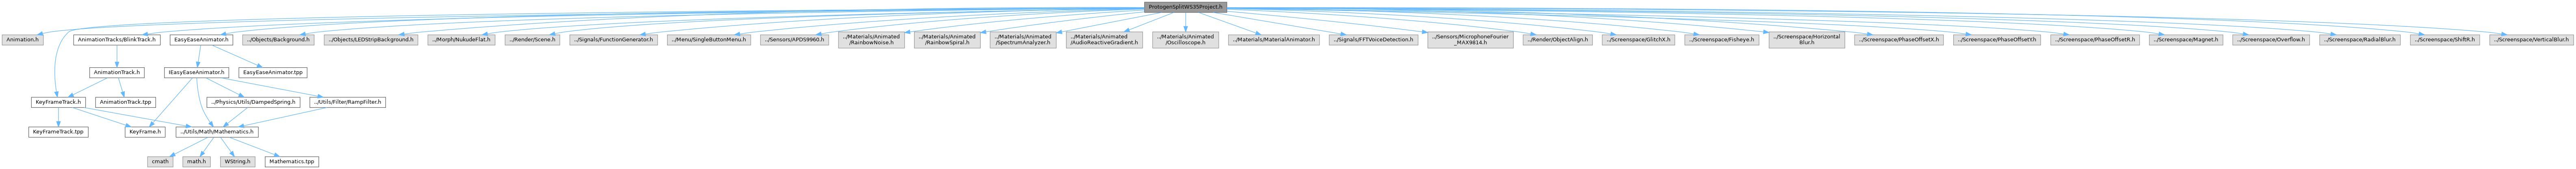 ProtogenSplitWS35Project.h
Animation.h
AnimationTracks/BlinkTrack.h
EasyEaseAnimator.h
../Objects/Background.h
../Objects/LEDStripBackground.h
../Morph/NukudeFlat.h
../Render/Scene.h
../Signals/FunctionGenerator.h
../Menu/SingleButtonMenu.h
../Sensors/APDS9960.h
../Materials/Animated
/RainbowNoise.h
../Materials/Animated
/RainbowSpiral.h
../Materials/Animated
/SpectrumAnalyzer.h
../Materials/Animated
/AudioReactiveGradient.h
../Materials/Animated
/Oscilloscope.h
../Materials/MaterialAnimator.h
../Signals/FFTVoiceDetection.h
../Sensors/MicrophoneFourier
_MAX9814.h
../Render/ObjectAlign.h
../Screenspace/GlitchX.h
../Screenspace/Fisheye.h
../Screenspace/Horizontal
Blur.h
../Screenspace/PhaseOffsetX.h
../Screenspace/PhaseOffsetY.h
../Screenspace/PhaseOffsetR.h
../Screenspace/Magnet.h
../Screenspace/Overflow.h
../Screenspace/RadialBlur.h
../Screenspace/ShiftR.h
../Screenspace/VerticalBlur.h
AnimationTrack.h
IEasyEaseAnimator.h
EasyEaseAnimator.tpp
KeyFrameTrack.h
AnimationTrack.tpp
../Physics/Utils/DampedSpring.h
../Utils/Filter/RampFilter.h
KeyFrameTrack.tpp
KeyFrame.h
../Utils/Math/Mathematics.h
cmath
math.h
WString.h
Mathematics.tpp